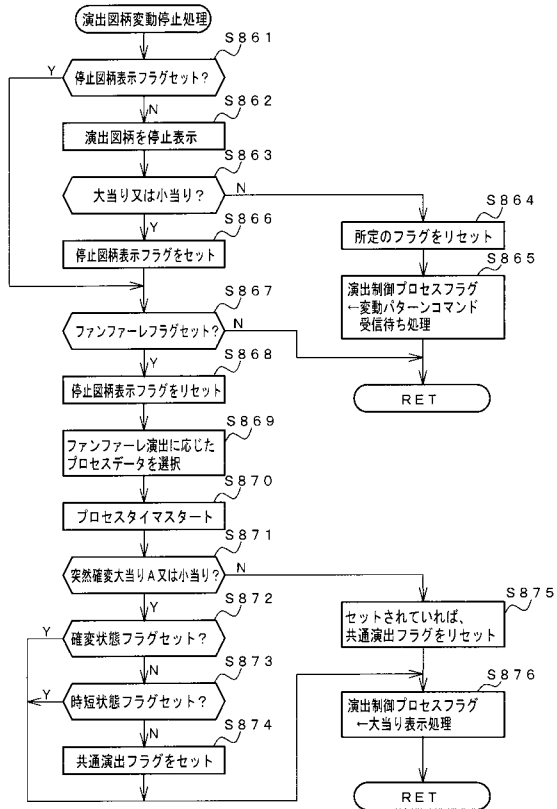 演出図柄変動停止処理
S861
Y
停止図柄表示フラグセット?
N
S862
演出図柄を停止表示
S863
大当り又は小当り?
N
Y
S864
所定のフラグをリセット
S865
演出制御プロセスフラグ
←変動パターンコマンド
受信待ち処理
RET
S866
停止図柄表示フラグをセット
S867
ファンファーレフラグセット?
N
Y
S868
停止図柄表示フラグをリセット
S869
ファンファーレ演出に応じた
プロセスデータを選択
S870
プロセスタイマスタート
S871
突然確変大当りA又は小当り?
N
Y
S872
Y
確変状態フラグセット?
N
S873
Y
時短状態フラグセット?
N
S874
共通演出フラグをセット
S875
セットされていれば、
共通演出フラグをリセット
S876
演出制御プロセスフラグ
←大当り表示処理
RET